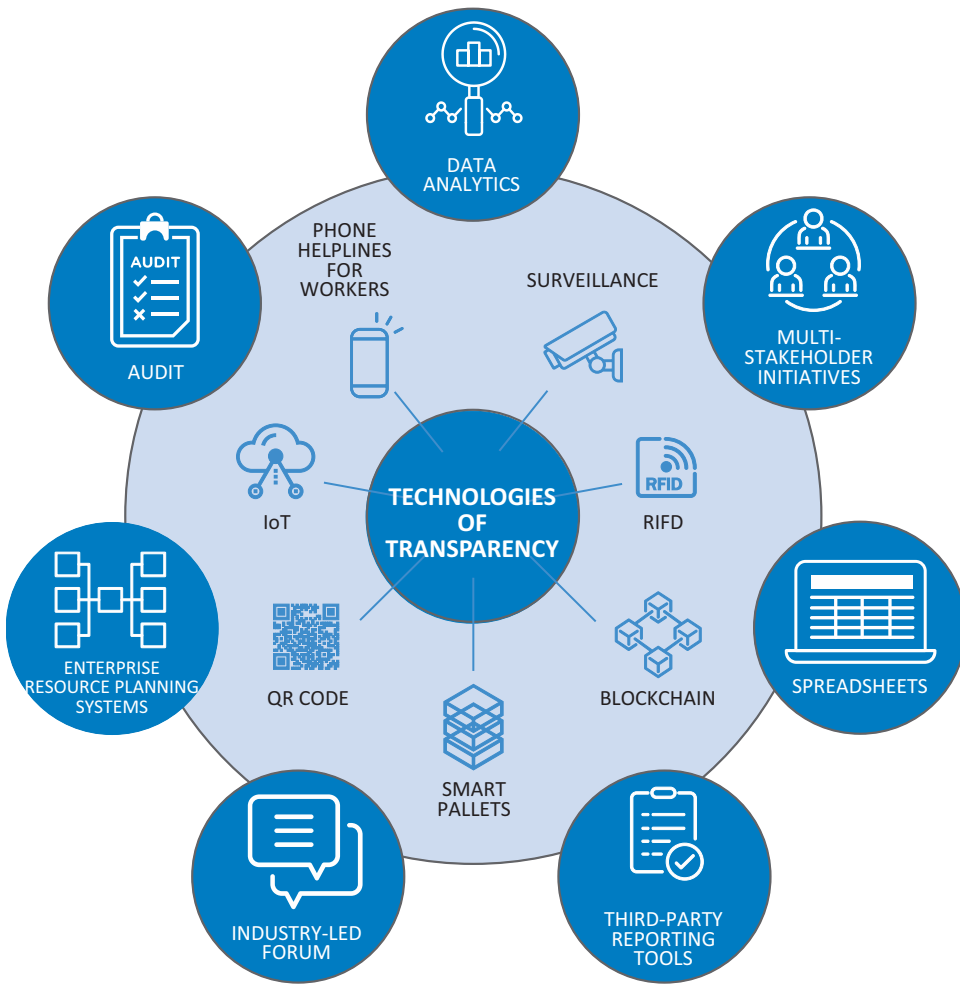 DATA
ANALYTICS
PHONE
HELPLINES
FOR
WORKERS
SURVEILLANCE
AUDIT
AUDIT
MULTI-
STAKEHOLDER
INITIATIVES
IoT
TECHNOLOGIES
OF
TRANSPARENCY
RFID
RIFD
ENTERPRISE
RESOURCE PLANNING
SYSTEMS
QR CODE
BLOCKCHAIN
SPREADSHEETS
SMART
PALLETS
INDUSTRY-LED
FORUM
THIRD-PARTY
REPORTING
TOOLS